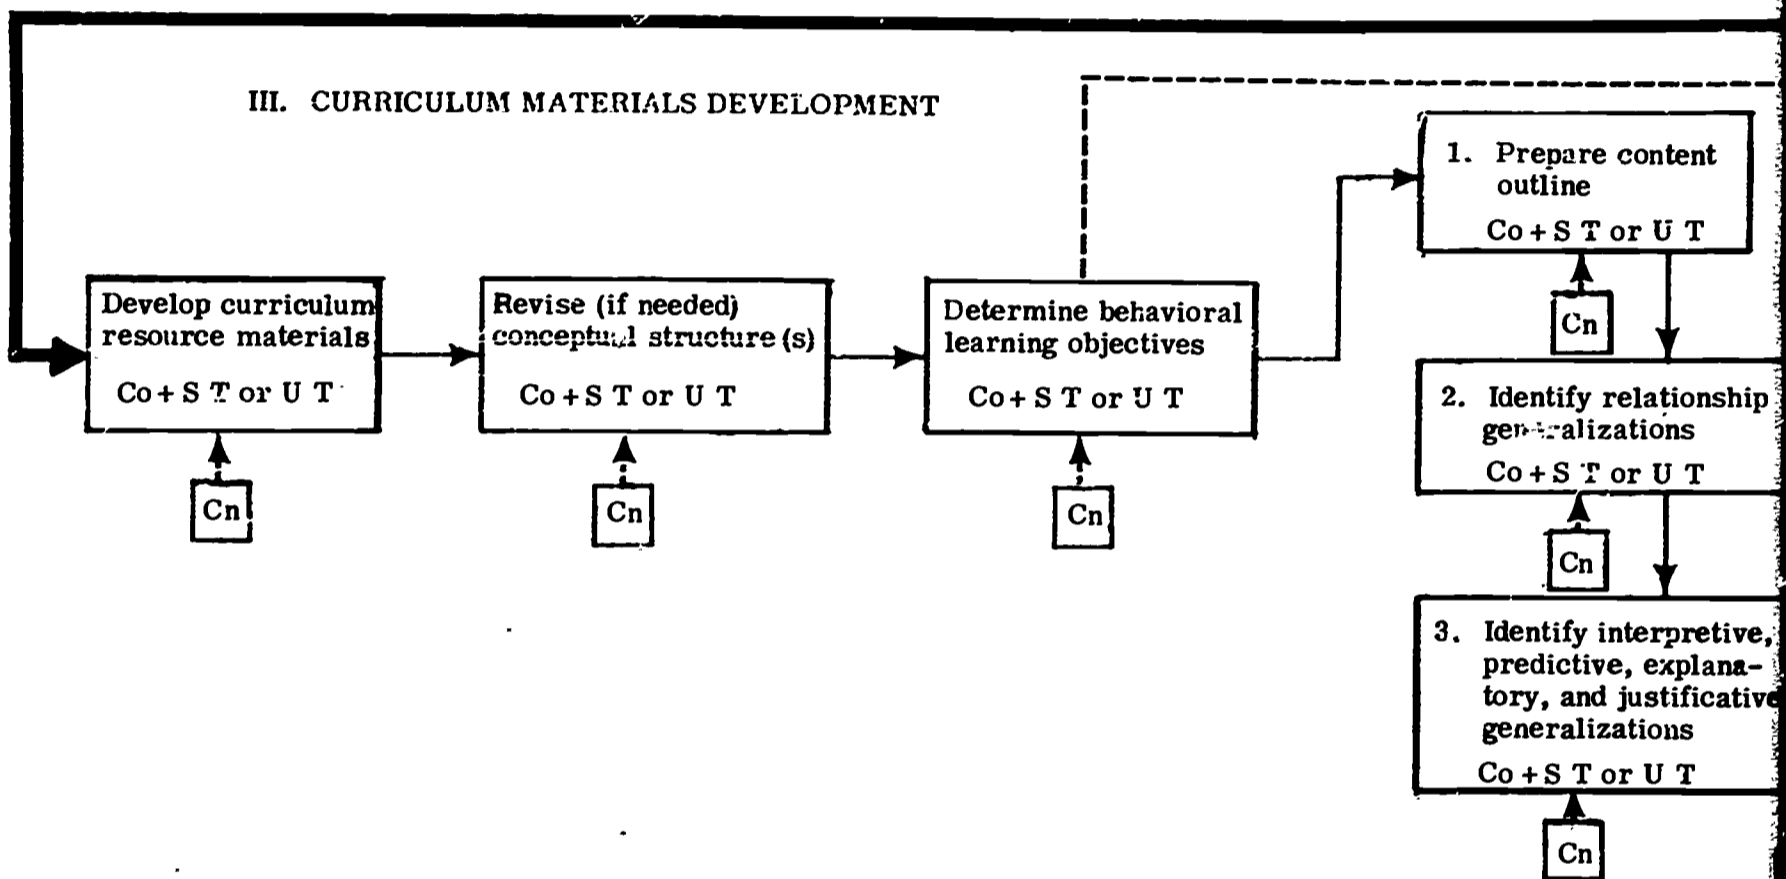 III. CURRICULUM MATERIALS DEVELOPMENT
Develop curriculum
resource materials
Co + S T or U T
Cn
Revise (if needed)
conceptual structure (s)
Co + S T or U T
Cn
Determine behavioral
learning objectives
Co + S T or U T
Cn
1. Prepare content
outline
Co + S T or U T
Cn
2. Identify relationship
generalizations
Co + S T or U T
Cn
3. Identify interpretive,
predictive, explana-
tory, and justificative
generalizations
Co + S T or U T
Cn